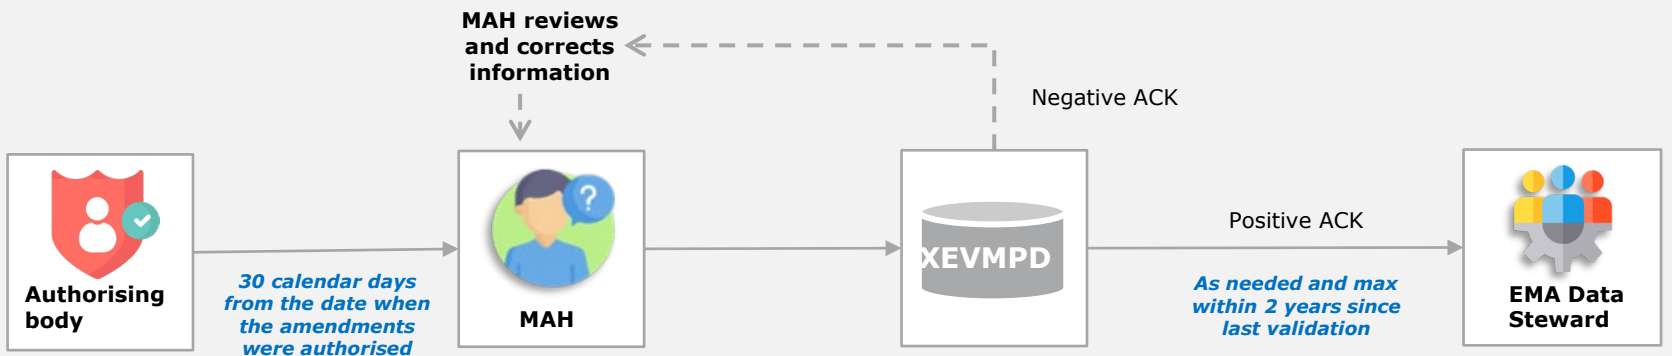 MAH reviews
and corrects
information
Negative ACK
Authorising
body
30 calendar days
from the date when
the amendments
were authorised
?
MAH
XEVMPD
Positive ACK
As needed and max
within 2 years since
last validation
EMA Data
Steward